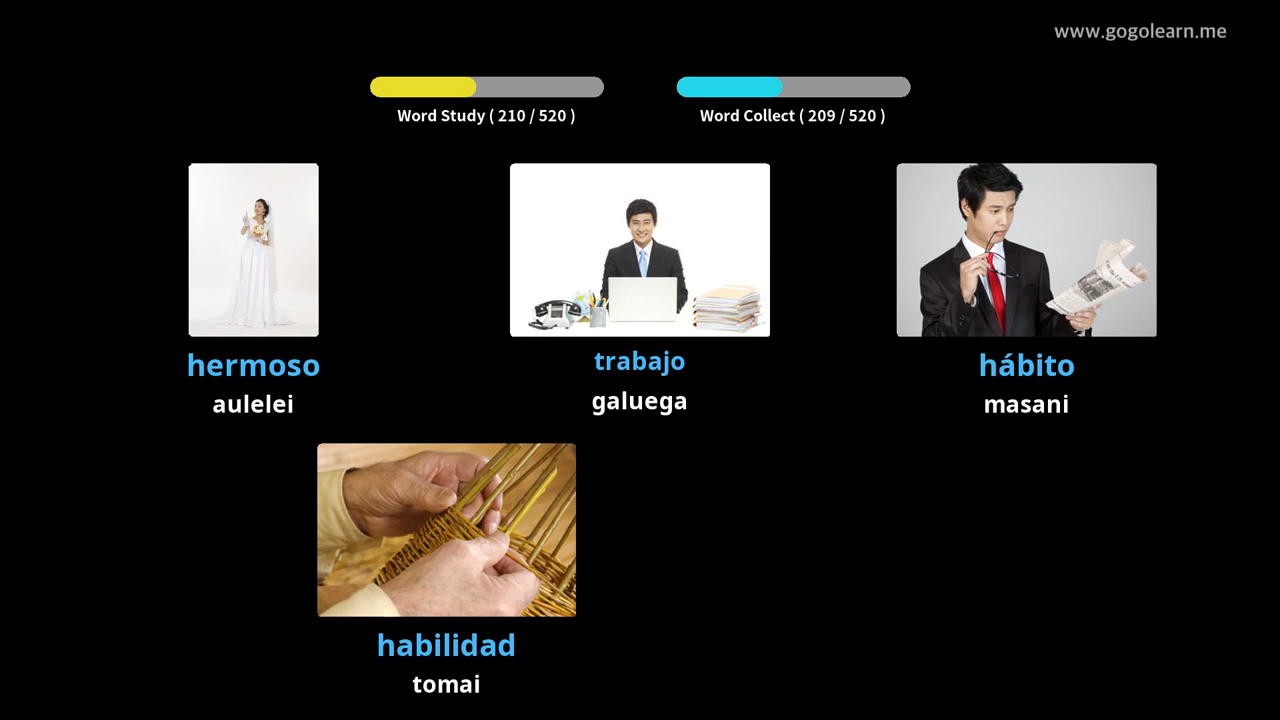 www.gogolearn.me
Word Study ( 210 / 520 )
Word Collect ( 209 / 520 )
hermoso
aulelei
trabajo
galuega
hábito
masani
habilidad
tomai